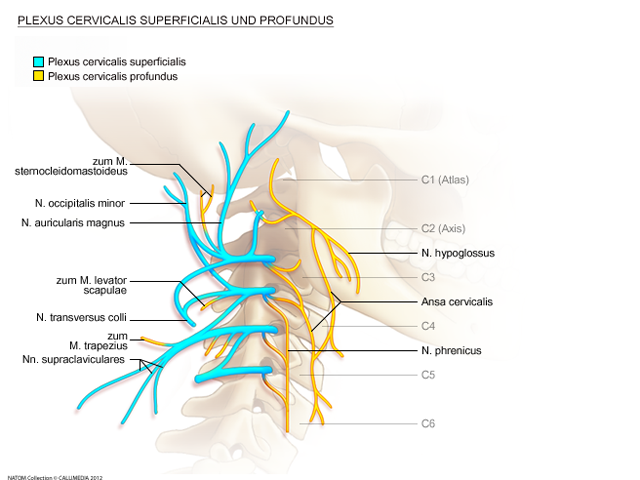 PLEXUS CERVICALIS SUPERFICIALIS UND PROFUNDUS
Plexus cervicalis superficialis
Plexus cervicalis profundus
zum M.
sternocleidomastoideus
N. occipitalis minor
N. auricularis magnus
zum M. levator
scapulae
N. transversus colli
zum
M. trapezius
Nn. supraclaviculares
C1 (Atlas)
C2 (Axis)
N. hypoglossus
C3
Ansa cervicalis
C4
N. phrenicus
C5
C6
NATOM Collection © CALLIMEDIA 2012